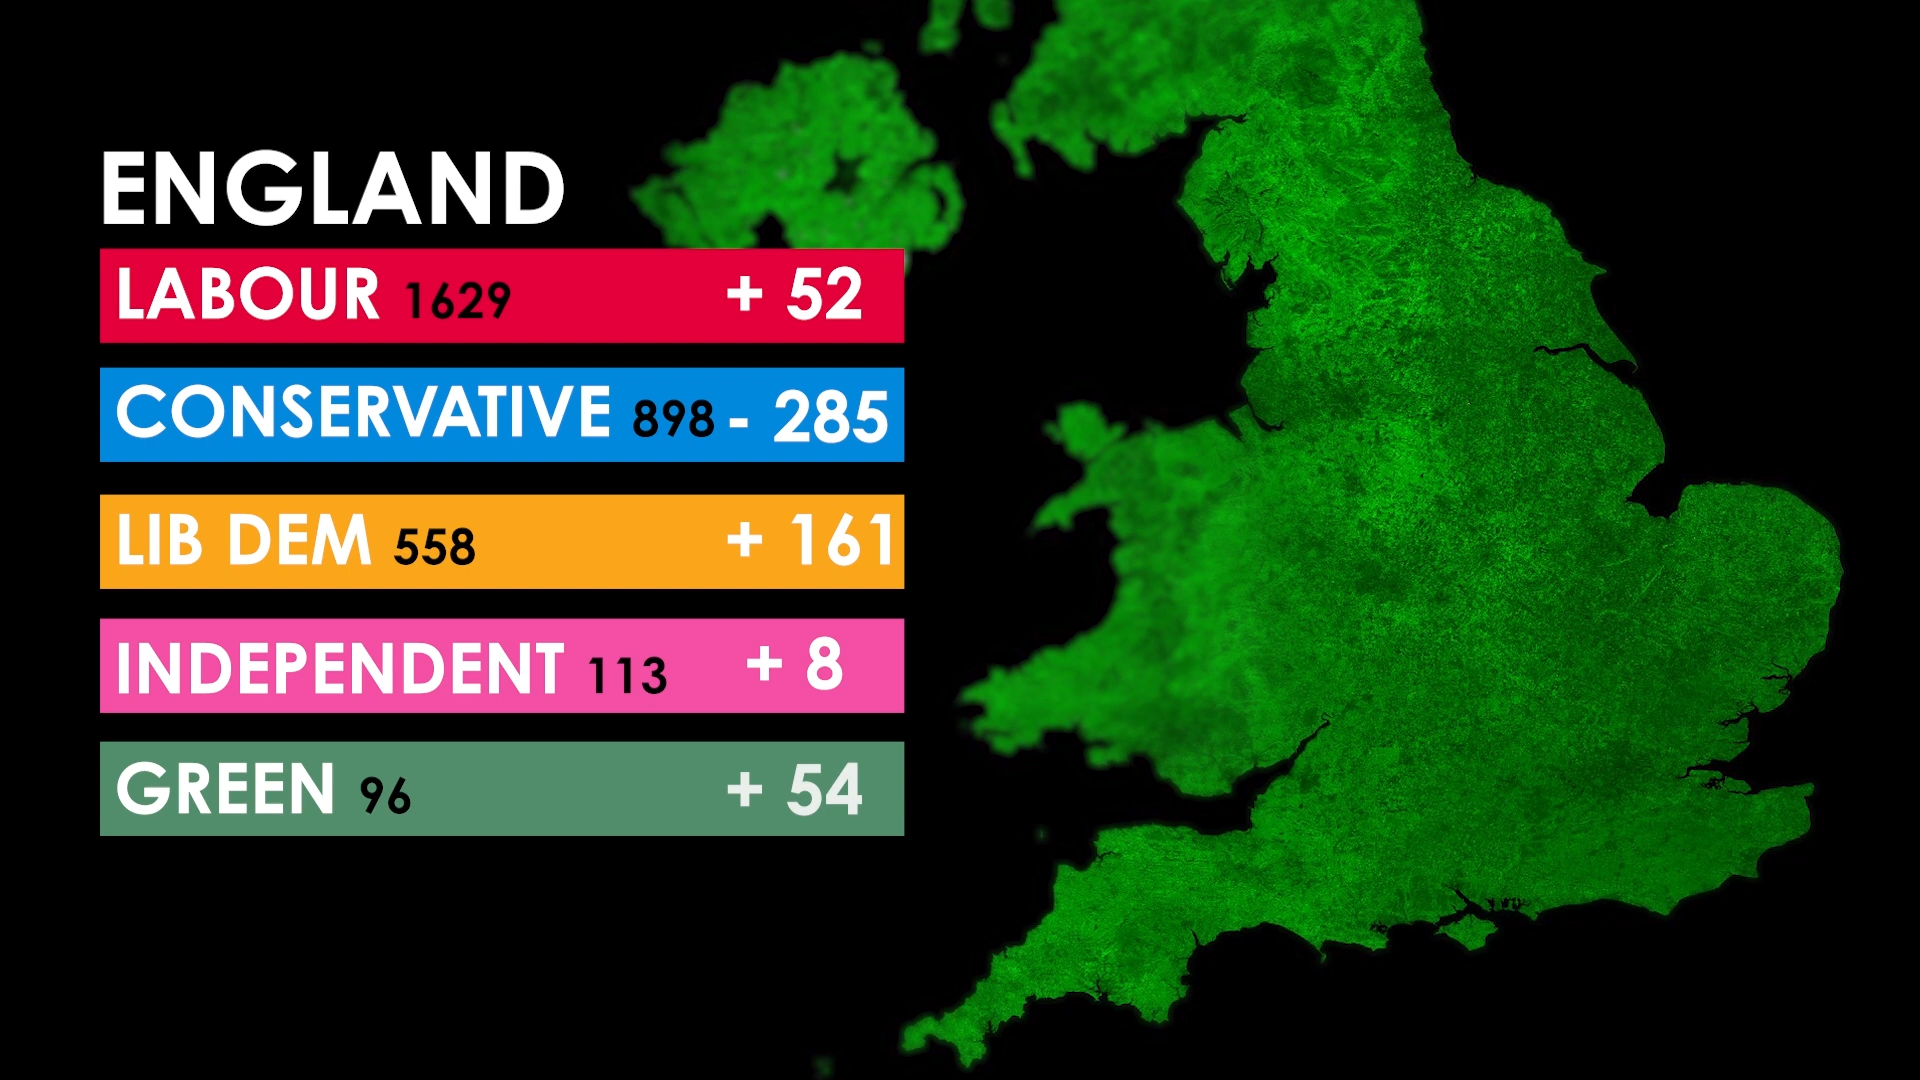 ENGLAND
LABOUR 1629 + 52
CONSERVATIVE 898 - 285
LIB DEM 558 + 161
INDEPENDENT 113 + 8
GREEN 96 + 54